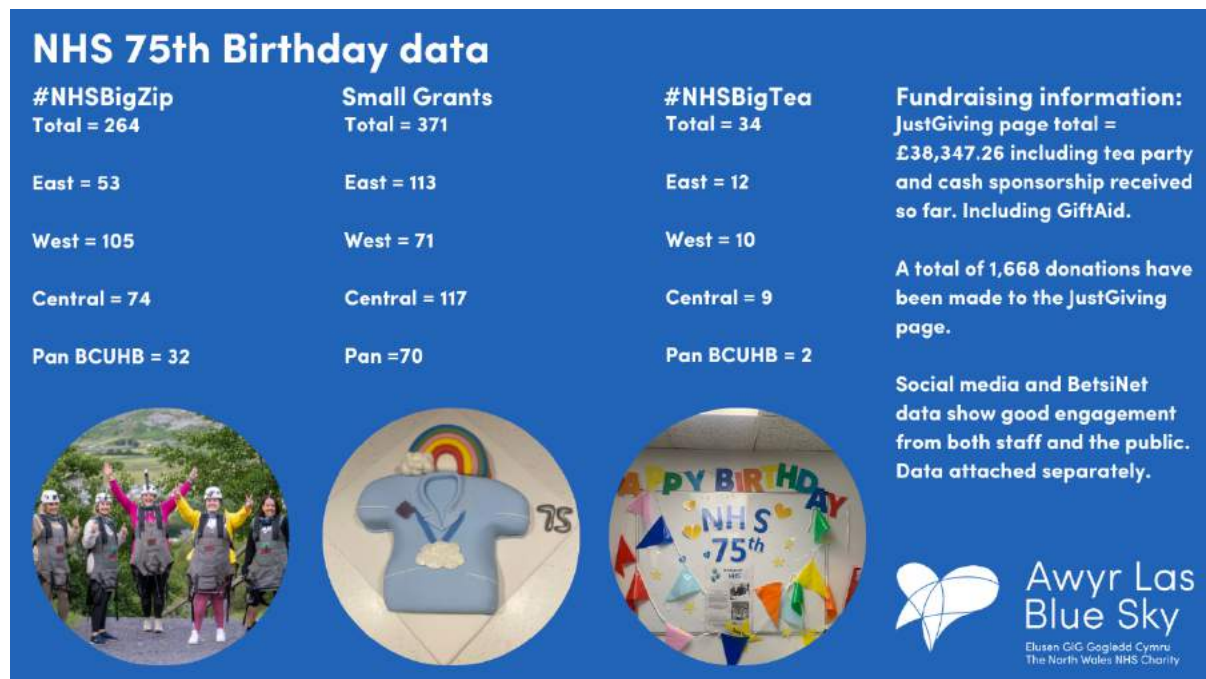 NHS 75th Birthday data
#NHSBigZip
Total = 264
East = 53
West = 105
Central = 74
Pan BCUHB = 32
Small Grants
Total = 371
East = 113
West = 71
Central = 117
Pan =70
#NHSBigTea
Total = 34
East = 12
West = 10
Central = 9
Pan BCUHB = 2
Fundraising information:
JustGiving page total =
£38,347.26 including tea party
and cash sponsorship received
so far. Including GiftAid.
A total of 1,668 donations have
been made to the JustGiving
page.
Social media and BetsiNet
data show good engagement
from both staff and the public.
Data attached separately.
75
APPY BIRTHDAY
NHS
75th
Awyr Las
Blue Sky
Elusen GIG Gogledd Cymru
The North Wales NHS Charity